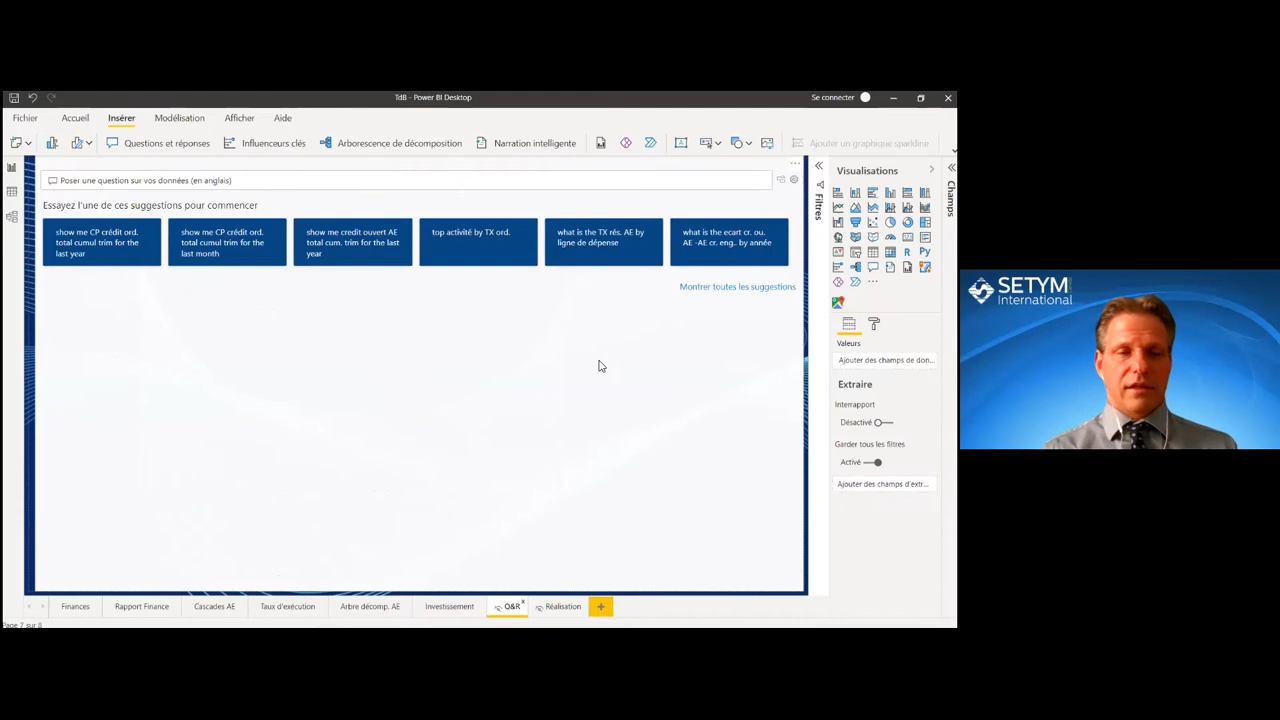 TdB - Power BI Desktop
Se connecter
Fichier
Accueil
Insérer
Modélisation
Afficher
Aide
Questions et réponses
Influenceurs clés
Arborescence de décomposition
Narration intelligente
Ajouter un graphique sparkline
Poser une question sur vos données (en anglais)
Essayez l'une de ces suggestions pour commencer
show me CP crédit ord.
total cumul trim for the
last year
show me CP crédit ord.
total cumul trim for the
last month
show me credit ouvert AE
total cum. trim for the last
year
top activité by TX ord.
what is the TX rés. AE by
ligne de dépense
what is the ecart cr. ou.
AE -AE cr. eng.. by année
Montrer toutes les suggestions
Filtres
Visualisations
Champs
R
Py
Valeurs
Ajouter des champs de don...
Extraire
Interrapport
Désactivé
Garder tous les filtres
Activé
Ajouter des champs d'extr...
Finances
Rapport Finance
Cascades AE
Taux d'exécution
Arbre décomp. AE
Investissement
Q&R
Réalisation
Page 7 sur 8
SETYM
International